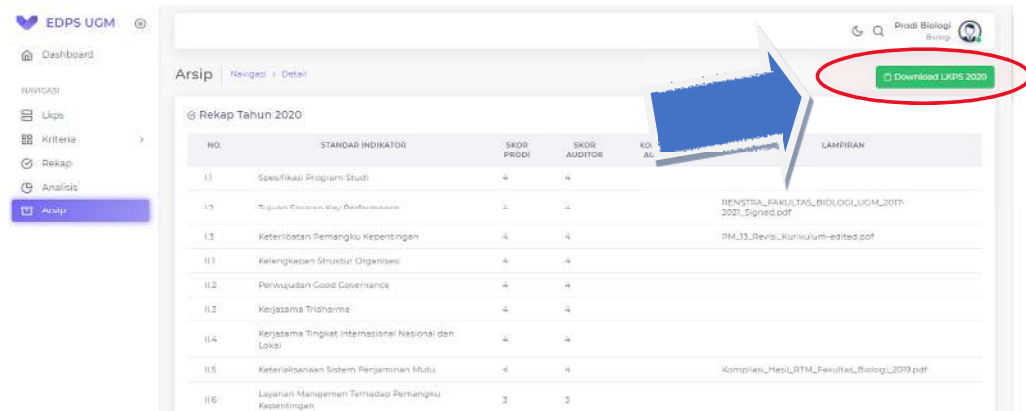 EDPS UGM
Prodi Biologi
Biologi
Dashboard
Arsip
Navigasi > Detail
Download LKPS 2020
NAVIGASI
Lkps
Rekap Tahun 2020
Kriteria
Rekap
Analisis
Arsip
NO. STANDAR INDIKATOR SKOR PRODI SKOR AUDITOR LAMPIRAN
I.1 Spesifikasi Program Studi 4 4
Tujuan Sasaran Key Performance 4 4 RENSTRA_FAKULTAS_BIOLOGI_UGM_2017-
2021_Signed.pdf
I.3 Keterlibatan Pemangku Kepentingan 4 4 PM_13_Revisi_Kurikulum-edited.pdf
II.1 Kelengkapan Struktur Organisasi 4 4
II.2 Perwujudan Good Governance 4 4
II.3 Kerjasama Tridharma 4 4
II.4 Kerjasama Tingkat Internasional Nasional dan
Lokal 4 4
II.5 Keterlaksanaan Sistem Penjaminan Mutu 4 4 Kompilasi_Hasil_RTM_Fakultas_Biologi_2019.pdf
II.6 Layanan Manajemen Terhadap Pemangku
Kepentingan 3 3